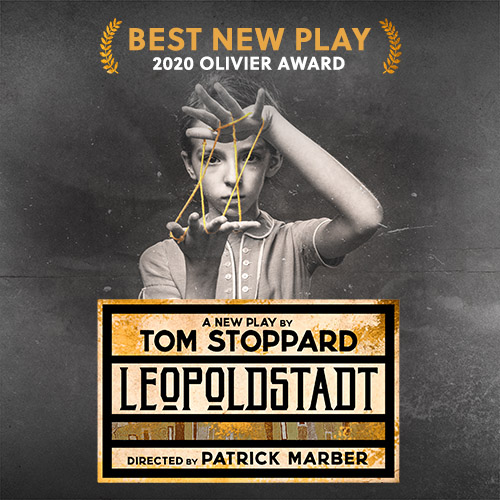 BEST NEW PLAY
2020 OLIVIER AWARD
A NEW PLAY BY
TOM STOPPARD
LEOPOLDSTADT
DIRECTED BY PATRICK MARBER